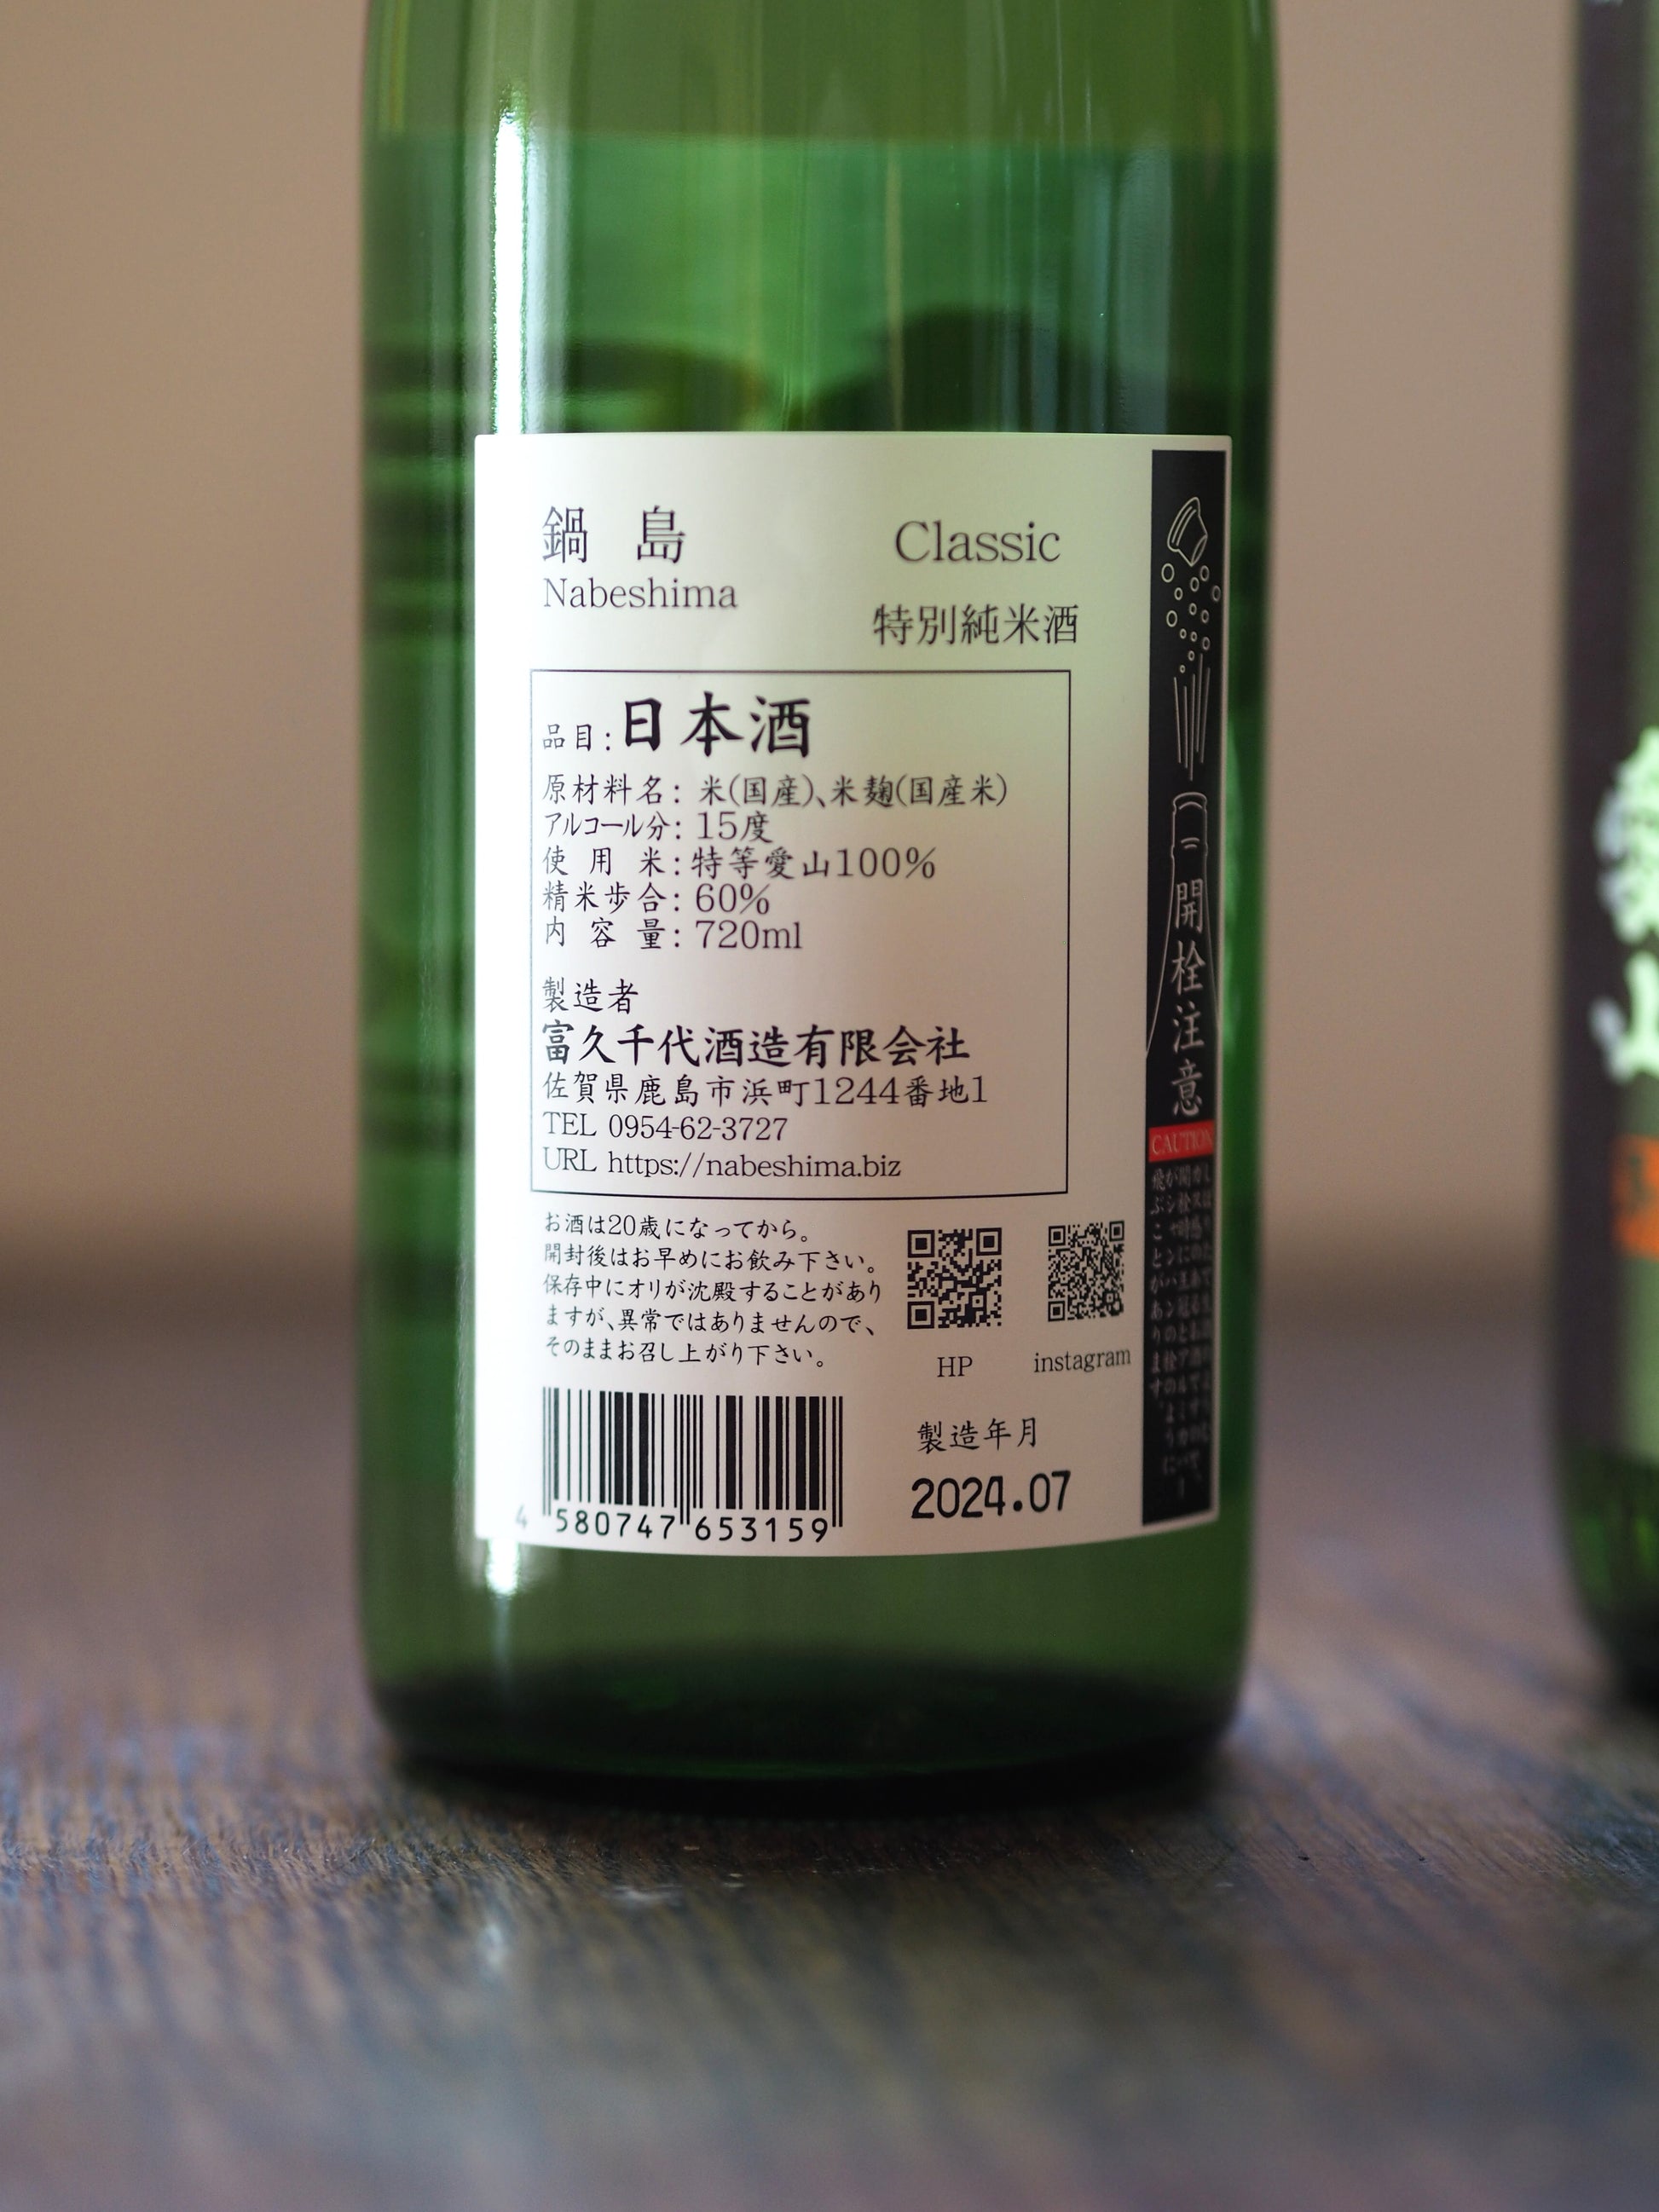 鍋島
Nabeshima
Classic
特別純米酒
品目:日本酒
原材料名: 米(国産)、米麹(国産米)
アルコール分: 15度
使用米:特等愛山100%
精米歩合: 60%
内容量: 720ml
製造者
富久千代酒造有限会社
佐賀県鹿島市浜町1244番地1
TEL 0954-62-3727
URL https://nabeshima.biz
お酒は20歳になってから。
開封後はお早めにお飲み下さい。
保存中にオリが沈殿することがあり
ますが、異常ではありませんので、
そのままお召し上がり下さい。
HP
instagram
製造年月
2024.07
4 580747 653159
開栓注意
CAUTION
飛ぶことがあります